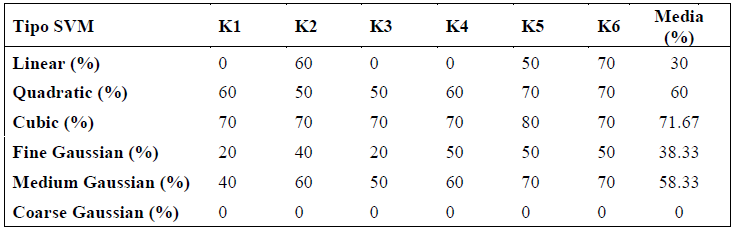 Tipo SVM K1 K2 K3 K4 K5 K6 Media (%)
Linear (%) 0 60 0 0 50 70 30
Quadratic (%) 60 50 50 60 70 70 60
Cubic (%) 70 70 70 70 80 70 71.67
Fine Gaussian (%) 20 40 20 50 50 50 38.33
Medium Gaussian (%) 40 60 50 60 70 70 58.33
Coarse Gaussian (%) 0 0 0 0 0 0 0